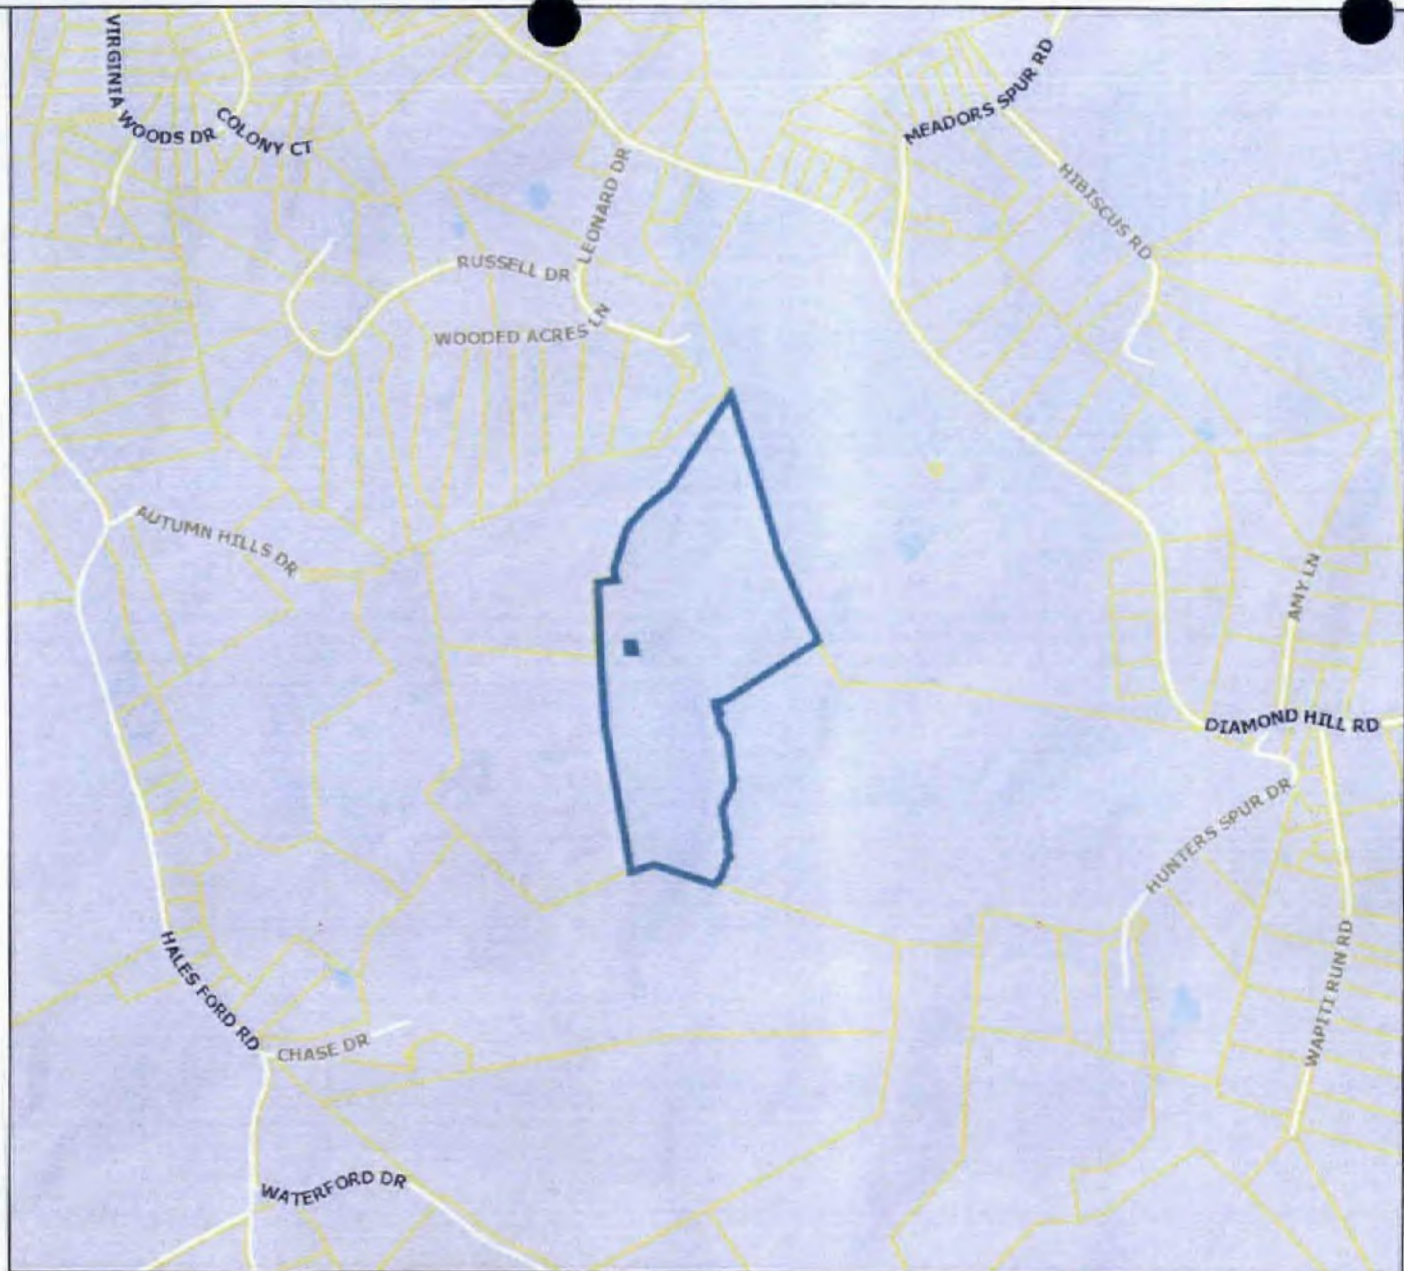 VIRGINIA WOODS DR
COLONY CT
MEADORS SPUR RD
HIBISCUS RD
LEONARD DR
RUSSELL DR
WOODED ACRES LN
AUTUMN HILLS DR
AMY LN
DIAMOND HILL RD
HUNTERS SPUR DR
WAPITI RUN RD
HALES FORD RD
CHASE DR
WATERFORD DR